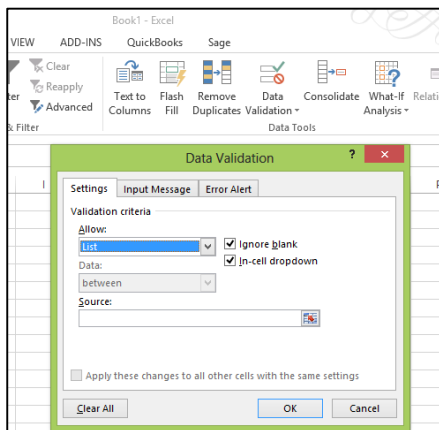 Book1 - Excel
VIEW ADD-INS QuickBooks Sage
ter Clear
Reapply
Advanced
& Filter
Text to Columns
Flash Fill
Remove Duplicates
Data Validation
Consolidate
What-If Analysis
Relati
Data Tools
I
Data Validation ?
Settings Input Message Error Alert
Validation criteria
Allow:
List
Ignore blank
Data:
In-cell dropdown
between
Source:
Apply these changes to all other cells with the same settings
Clear All OK Cancel